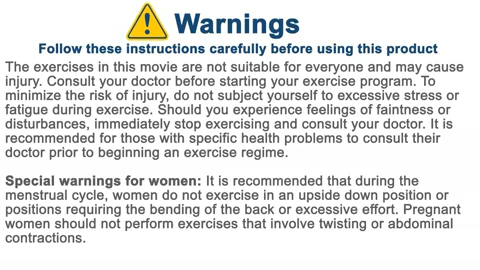 Warnings
Follow these instructions carefully before using this product
The exercises in this movie are not suitable for everyone and may cause
injury. Consult your doctor before starting your exercise program. To
minimize the risk of injury, do not subject yourself to excessive stress or
fatigue during exercise. Should you experience feelings of faintness or
disturbances, immediately stop exercising and consult your doctor. It is
recommended for those with specific health problems to consult their
doctor prior to beginning an exercise regime.
Special warnings for women: It is recommended that during the
menstrual cycle, women do not exercise in an upside down position or
positions requiring the bending of the back or excessive effort. Pregnant
women should not perform exercises that involve twisting or abdominal
contractions.